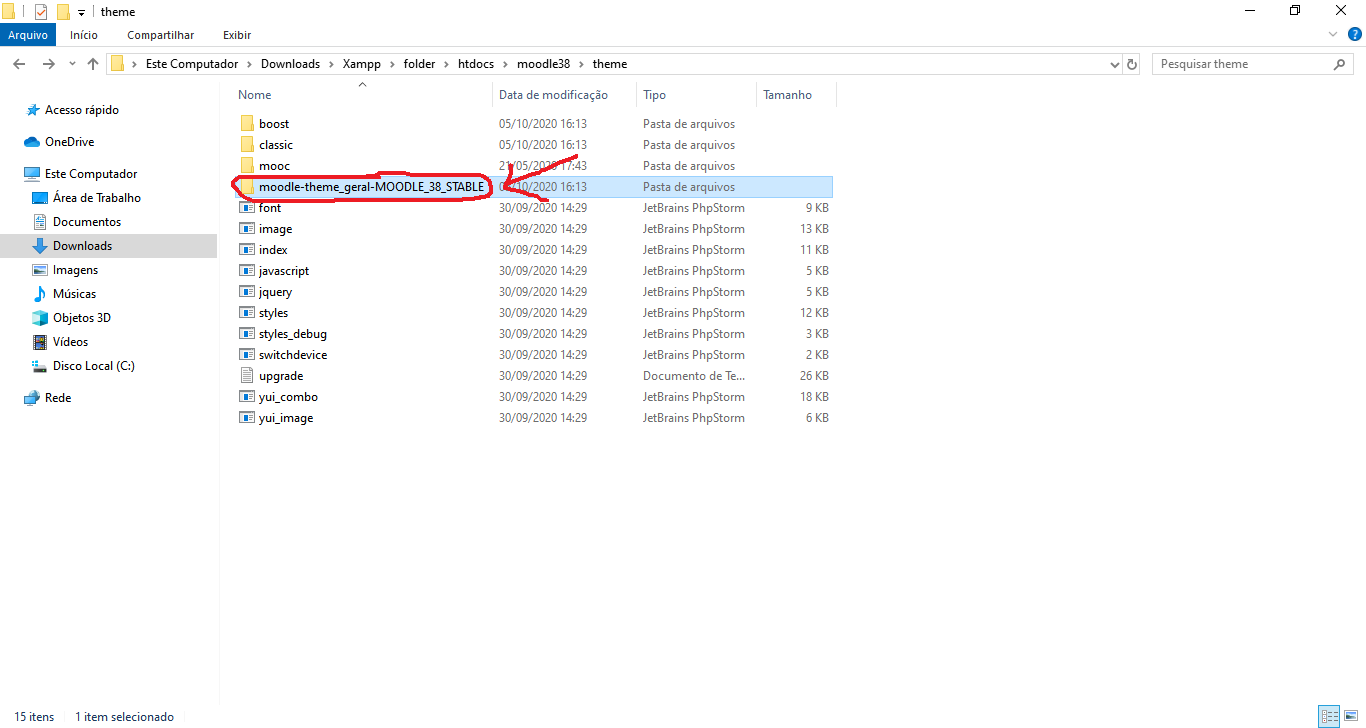 theme
Arquivo Início Compartilhar Exibir
Este Computador > Downloads > Xampp > folder > htdocs > moodle38 > theme Pesquisar theme
Nome Data de modificação Tipo Tamanho
Acesso rápido
OneDrive
Este Computador
Área de Trabalho
Documentos
Downloads
Imagens
Músicas
Objetos 3D
Vídeos
Disco Local (C:)
Rede
boost 05/10/2020 16:13 Pasta de arquivos
classic 05/10/2020 16:13 Pasta de arquivos
mooc 21/05/2020 17:43 Pasta de arquivos
moodle-theme_geral-MOODLE_38_STABLE /10/2020 16:13 Pasta de arquivos
font 30/09/2020 14:29 JetBrains PhpStorm 9 KB
image 30/09/2020 14:29 JetBrains PhpStorm 13 KB
index 30/09/2020 14:29 JetBrains PhpStorm 11 KB
javascript 30/09/2020 14:29 JetBrains PhpStorm 5 KB
jquery 30/09/2020 14:29 JetBrains PhpStorm 5 KB
styles 30/09/2020 14:29 JetBrains PhpStorm 12 KB
styles_debug 30/09/2020 14:29 JetBrains PhpStorm 3 KB
switchdevice 30/09/2020 14:29 JetBrains PhpStorm 2 KB
upgrade 30/09/2020 14:29 Documento de Te... 26 KB
yui_combo 30/09/2020 14:29 JetBrains PhpStorm 18 KB
yui_image 30/09/2020 14:29 JetBrains PhpStorm 6 KB
15 itens 1 item selecionado